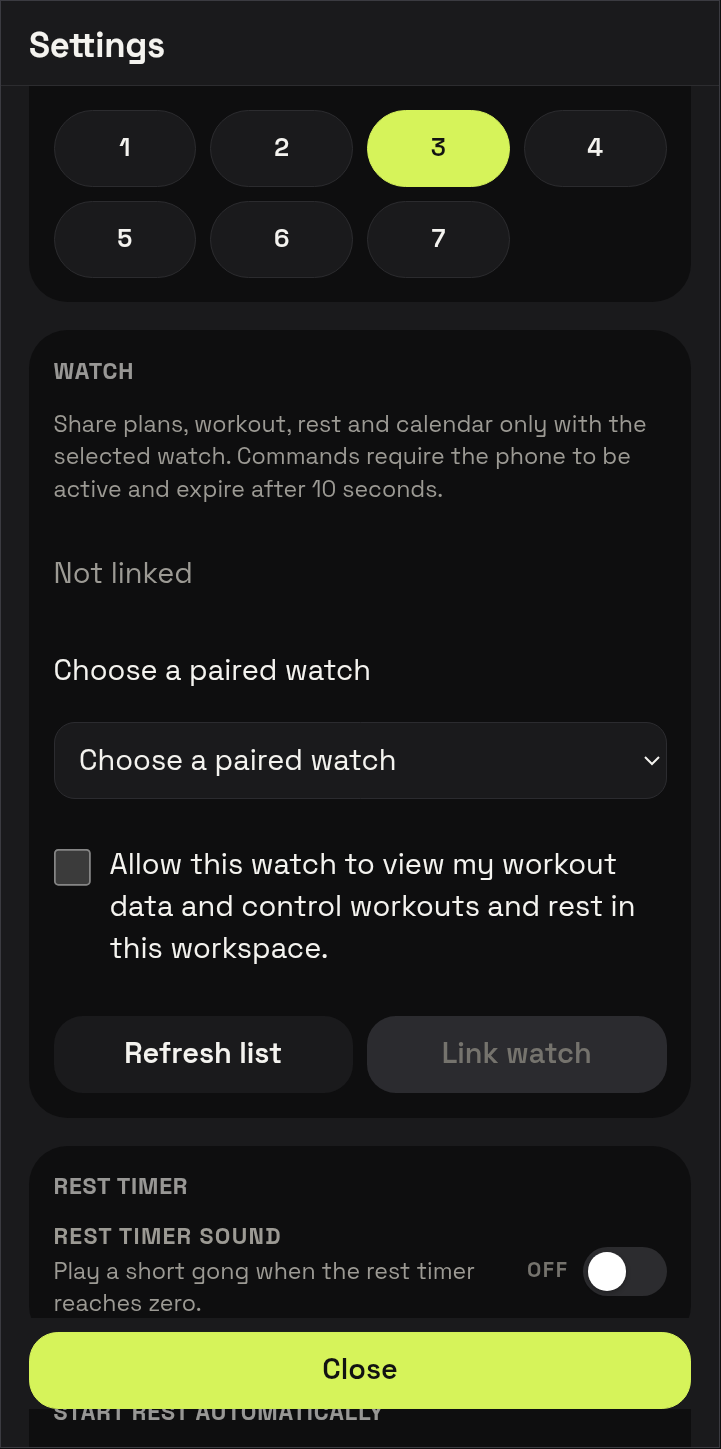 Settings
1
2
3
4
5
6
7
WATCH
Share plans, workout, rest and calendar only with the
selected watch. Commands require the phone to be
active and expire after 10 seconds.
Not linked
Choose a paired watch
Choose a paired watch
Allow this watch to view my workout
data and control workouts and rest in
this workspace.
Refresh list
Link watch
REST TIMER
REST TIMER SOUND
Play a short gong when the rest timer
reaches zero.
OFF
Close
START REST AUTOMATICALLY